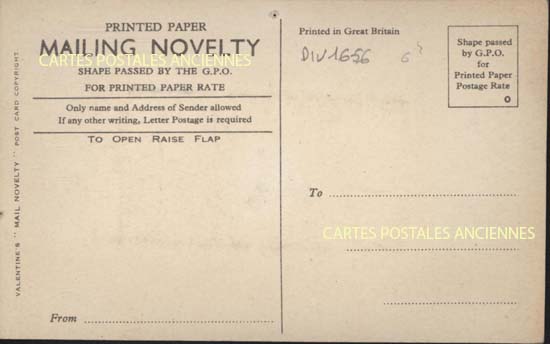 PRINTED PAPER
MAILING NOVELTY
CARTES POSTALES ANCIENNES
SHAPE PASSED BY THE G.P.O.
FOR PRINTED PAPER RATE
Only name and Address of Sender allowed
If any other writing, Letter Postage is required
TO OPEN RAISE FLAP
VALENTINE'S "MAIL NOVELTY" POST CARD COPYRIGHT
From
Printed in Great Britain
DIV1656
Shape passed
by G.P.O.
for
Printed Paper
Postage Rate
O
To
CARTES POSTALES ANCIENNES